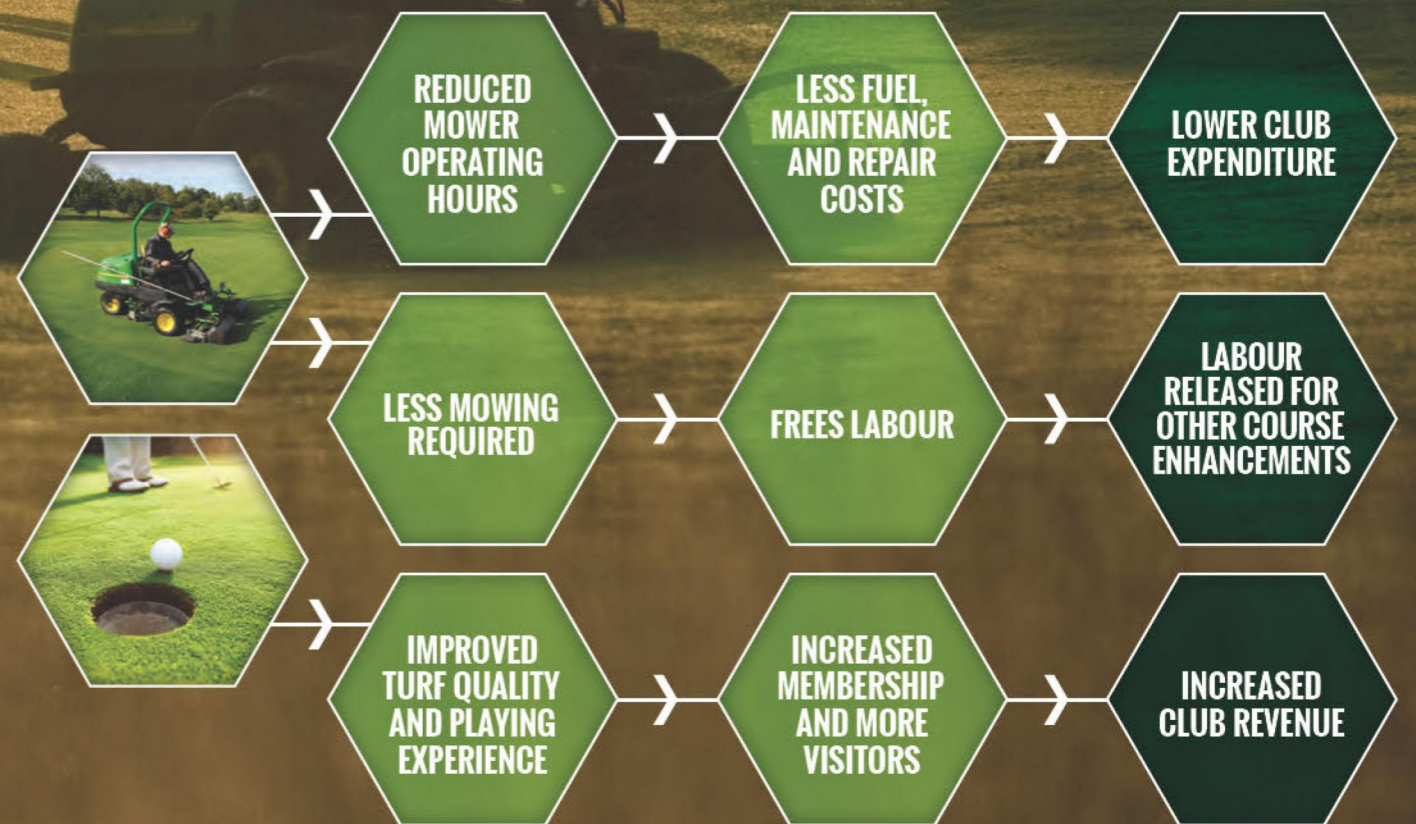 REDUCED
MOWER
OPERATING
HOURS
LESS FUEL,
MAINTENANCE
AND REPAIR
COSTS
LOWER CLUB
EXPENDITURE
LESS MOWING
REQUIRED
FREES LABOUR
LABOUR
RELEASED FOR
OTHER COURSE
ENHANCEMENTS
IMPROVED
TURF QUALITY
AND PLAYING
EXPERIENCE
INCREASED
MEMBERSHIP
AND MORE
VISITORS
INCREASED
CLUB REVENUE